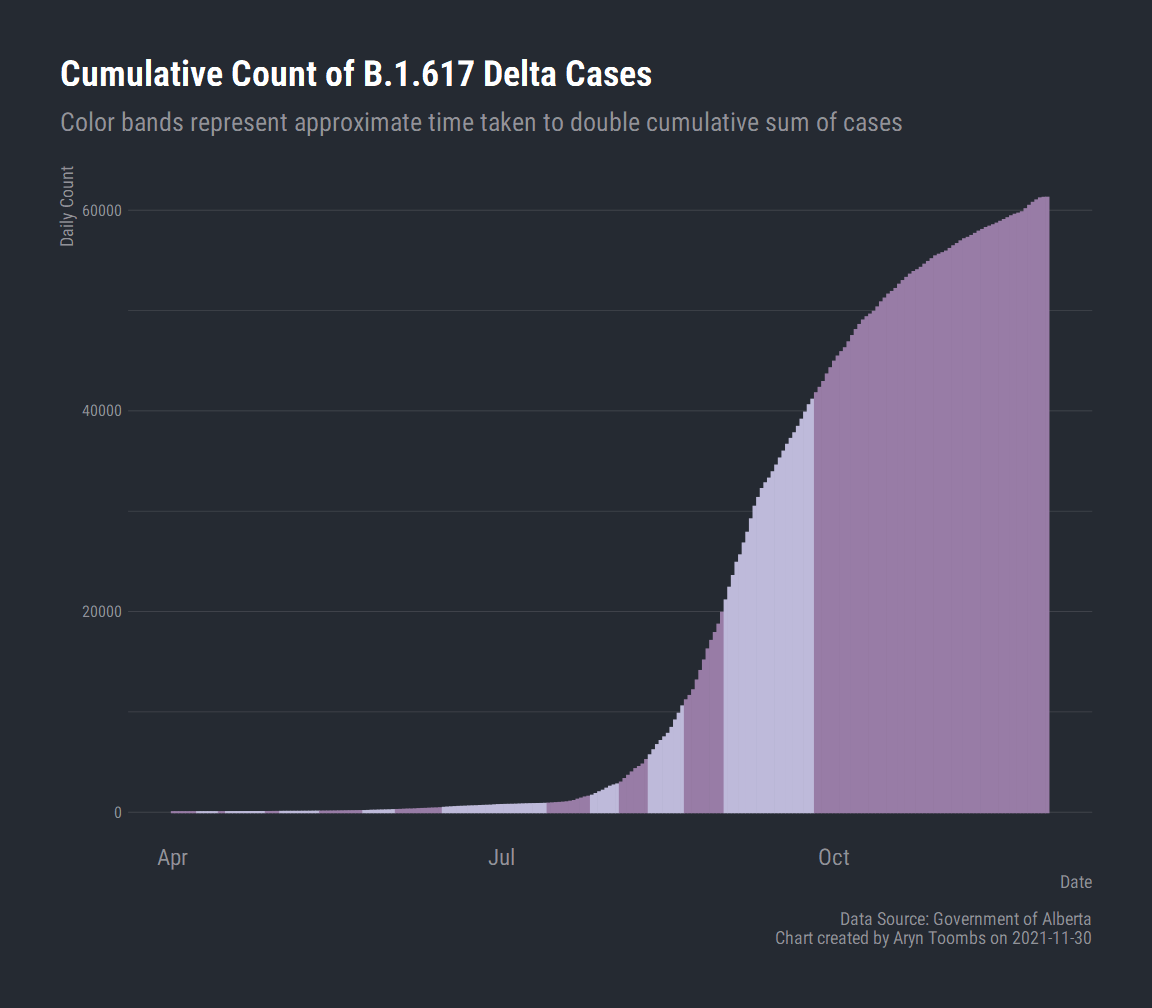 Cumulative Count of B.1.617 Delta Cases
Color bands represent approximate time taken to double cumulative sum of cases
Daily Count
60000
40000
20000
0
Apr
Jul
Oct
Date
Data Source: Government of Alberta
Chart created by Aryn Toombs on 2021-11-30